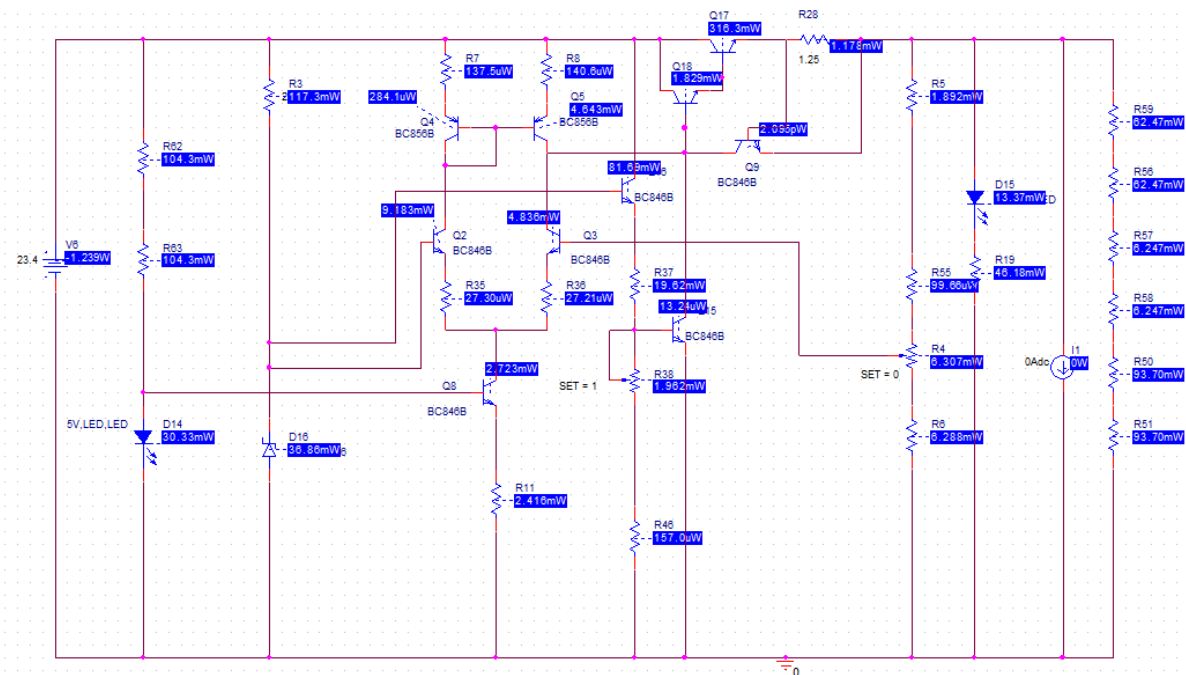 Q17
316.3mW
R28
1.178mW
1.25
R7
137.5uW
R8
140.6uW
Q18
1.829mW
R3
117.3mW
284.1uW
Q4
BC856B
Q5
4.643mW
BC856B
R5
1.892mW
R59
62.47mW
2.095pW
Q9
BC846B
R62
104.3mW
81.69mW
BC846B
R56
62.47mW
D15
13.37mW
9.183mW
Q2
BC846B
4.836mW
Q3
BC846B
R57
6.247mW
V6
23.4
-1.239W
R63
104.3mW
R35
27.30uW
R36
27.21uW
R37
19.62mW
13.24uW
BC846B
R55
99.66uW
R19
46.18mW
R58
6.247mW
R4
6.307mW
SET = 0
I1
0Adc
0W
2.723mW
Q8
BC846B
SET = 1
R38
1.962mW
R50
93.70mW
5V,LED,LED
D14
30.33mW
D16
36.86mW
R6
6.288mW
R51
93.70mW
R11
2.416mW
R46
157.0uW
0